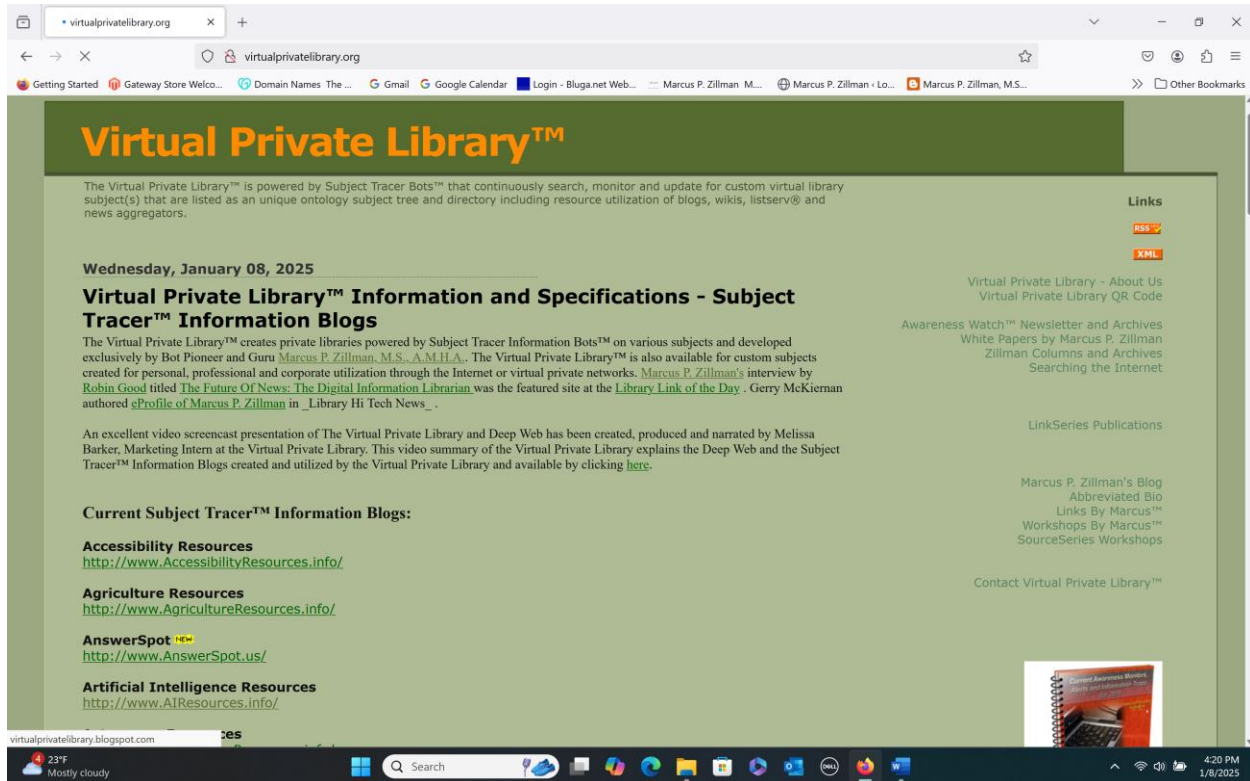 virtualprivatelibrary.org
virtualprivatelibrary.org
Getting Started
Gateway Store Welco...
Domain Names The ...
Gmail
Google Calendar
Login - Bluga.net Web...
Marcus P. Zillman M....
Marcus P. Zillman ‹ Lo...
Marcus P. Zillman, M.S...
Other Bookmarks
Virtual Private Library™
The Virtual Private Library™ is powered by Subject Tracer Bots™ that continuously search, monitor and update for custom virtual library
subject(s) that are listed as an unique ontology subject tree and directory including resource utilization of blogs, wikis, listserv® and
news aggregators.
Wednesday, January 08, 2025
Virtual Private Library™ Information and Specifications - Subject
Tracer™ Information Blogs
The Virtual Private Library™ creates private libraries powered by Subject Tracer Information Bots™ on various subjects and developed
exclusively by Bot Pioneer and Guru Marcus P. Zillman, M.S., A.M.H.A.. The Virtual Private Library™ is also available for custom subjects
created for personal, professional and corporate utilization through the Internet or virtual private networks. Marcus P. Zillman's interview by
Robin Good titled The Future Of News: The Digital Information Librarian was the featured site at the Library Link of the Day . Gerry McKiernan
authored eProfile of Marcus P. Zillman in _Library Hi Tech News_ .
An excellent video screencast presentation of The Virtual Private Library and Deep Web has been created, produced and narrated by Melissa
Barker, Marketing Intern at the Virtual Private Library. This video summary of the Virtual Private Library explains the Deep Web and the Subject
Tracer™ Information Blogs created and utilized by the Virtual Private Library and available by clicking here.
Current Subject Tracer™ Information Blogs:
Accessibility Resources
http://www.AccessibilityResources.info/
Agriculture Resources
http://www.AgricultureResources.info/
AnswerSpot NEW
http://www.AnswerSpot.us/
Artificial Intelligence Resources
http://www.AIResources.info/
Links
RSS
XML
Virtual Private Library - About Us
Virtual Private Library QR Code
Awareness Watch™ Newsletter and Archives
White Papers by Marcus P. Zillman
Zillman Columns and Archives
Searching the Internet
LinkSeries Publications
Marcus P. Zillman's Blog
Abbreviated Bio
Links By Marcus™
Workshops By Marcus™
SourceSeries Workshops
Contact Virtual Private Library™
Current Awareness Monitors,
Alerts and Information Traps
virtualprivatelibrary.blogspot.com
4
23°F
Mostly cloudy
Search
DELL
4:20 PM
1/8/2025